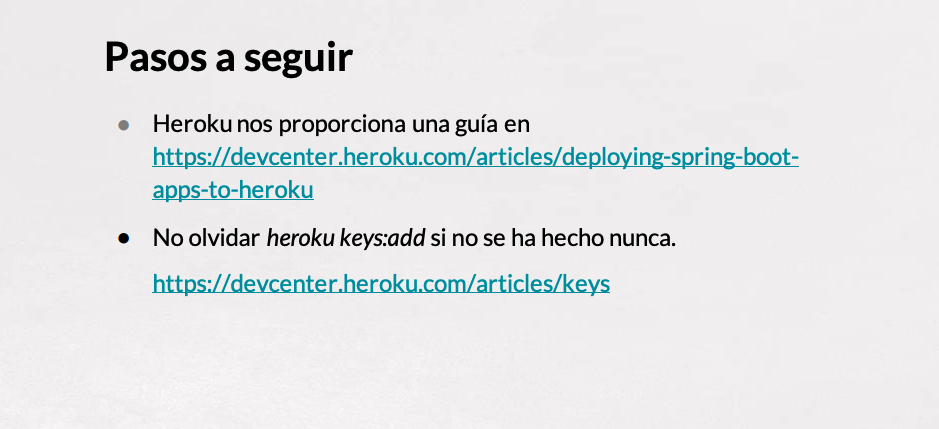 Pasos a seguir
● Heroku nos proporciona una guía en
https://devcenter.heroku.com/articles/deploying-spring-boot-
apps-to-heroku
● No olvidar heroku keys:add si no se ha hecho nunca.
https://devcenter.heroku.com/articles/keys